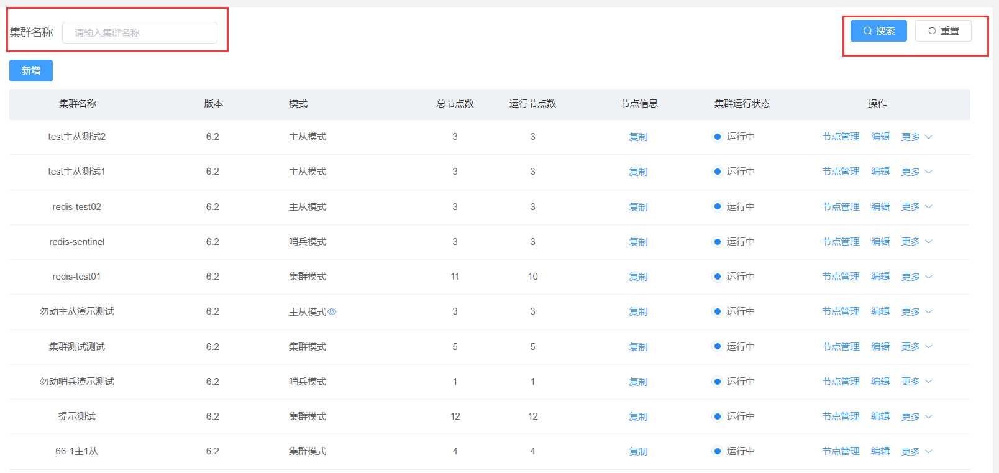 集群名称 请输入集群名称 搜索 重置
新增
集群名称 版本 模式 总节点数 运行节点数 节点信息 集群运行状态 操作
test主从测试2 6.2 主从模式 3 3 复制 运行中 节点管理 编辑 更多
test主从测试1 6.2 主从模式 3 3 复制 运行中 节点管理 编辑 更多
redis-test02 6.2 主从模式 3 3 复制 运行中 节点管理 编辑 更多
redis-sentinel 6.2 哨兵模式 3 3 复制 运行中 节点管理 编辑 更多
redis-test01 6.2 集群模式 11 10 复制 运行中 节点管理 编辑 更多
勿动主从演示测试 6.2 主从模式 3 3 复制 运行中 节点管理 编辑 更多
集群测试测试 6.2 集群模式 5 5 复制 运行中 节点管理 编辑 更多
勿动哨兵演示测试 6.2 哨兵模式 1 1 复制 运行中 节点管理 编辑 更多
提示测试 6.2 集群模式 12 12 复制 运行中 节点管理 编辑 更多
66-1主1从 6.2 集群模式 4 4 复制 运行中 节点管理 编辑 更多